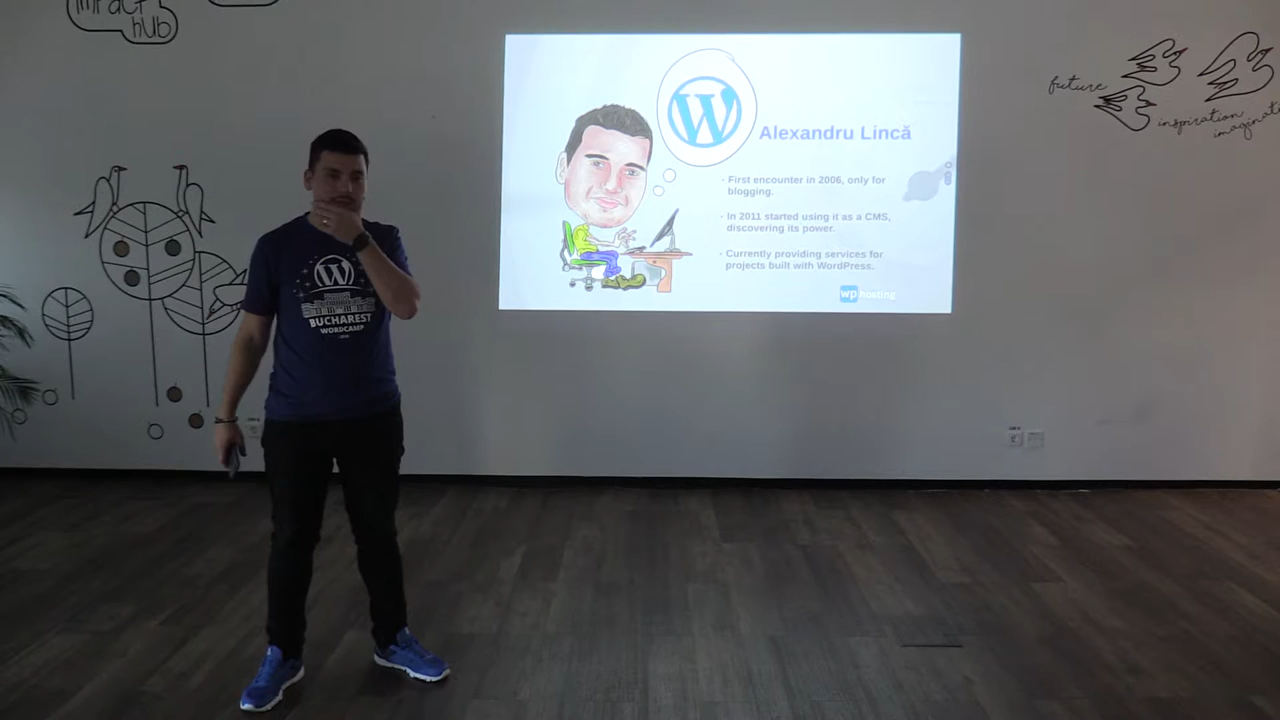 impact
hub
future
inspiration
Alexandru Lincă
- First encounter in 2006, only for
blogging.
- In 2011 started using it as a CMS,
discovering its power.
- Currently providing services for
projects built with WordPress.
wp hosting
W
W
BUCHAREST
WORDCAMP